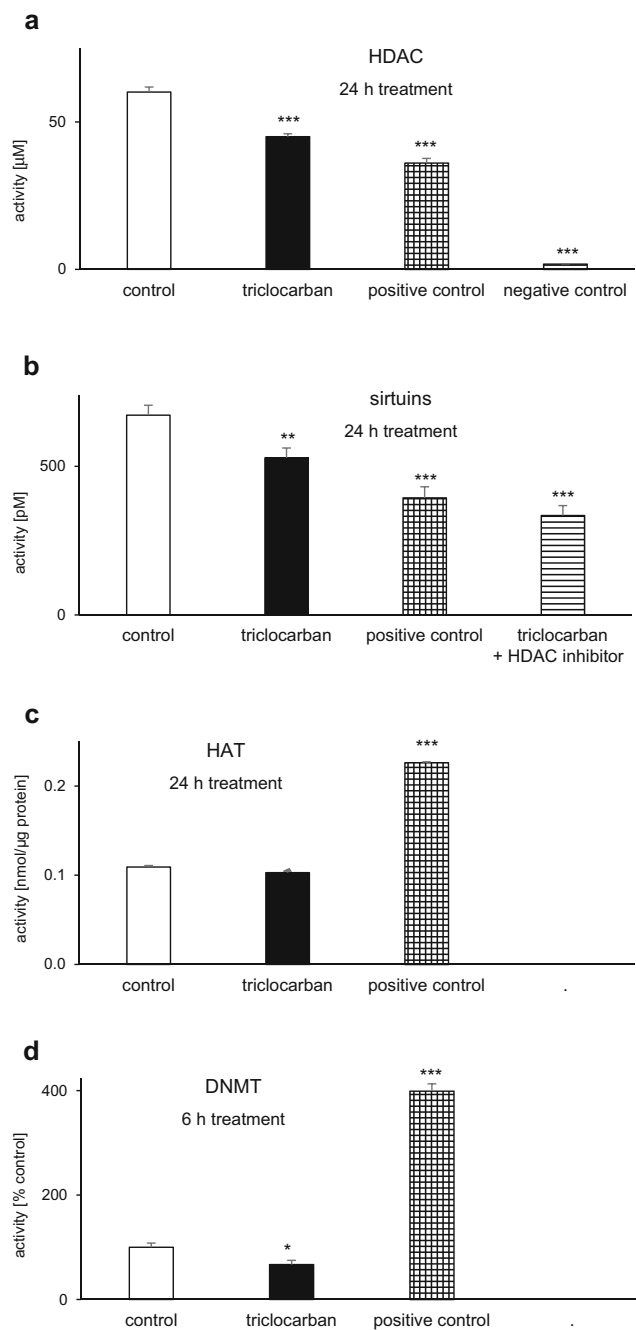 a
HDAC
24 h treatment
activity [µM]
50
0
***
***
***
control
triclocarban
positive control
negative control
b
sirtuins
24 h treatment
activity [pM]
500
0
**
***
***
control
triclocarban
positive control
triclocarban
+ HDAC inhibitor
c
HAT
24 h treatment
activity [nmol/µg protein]
0.2
0.1
0.0
***
control
triclocarban
positive control
.
d
DNMT
6 h treatment
activity [% control]
400
200
0
*
***
control
triclocarban
positive control
.